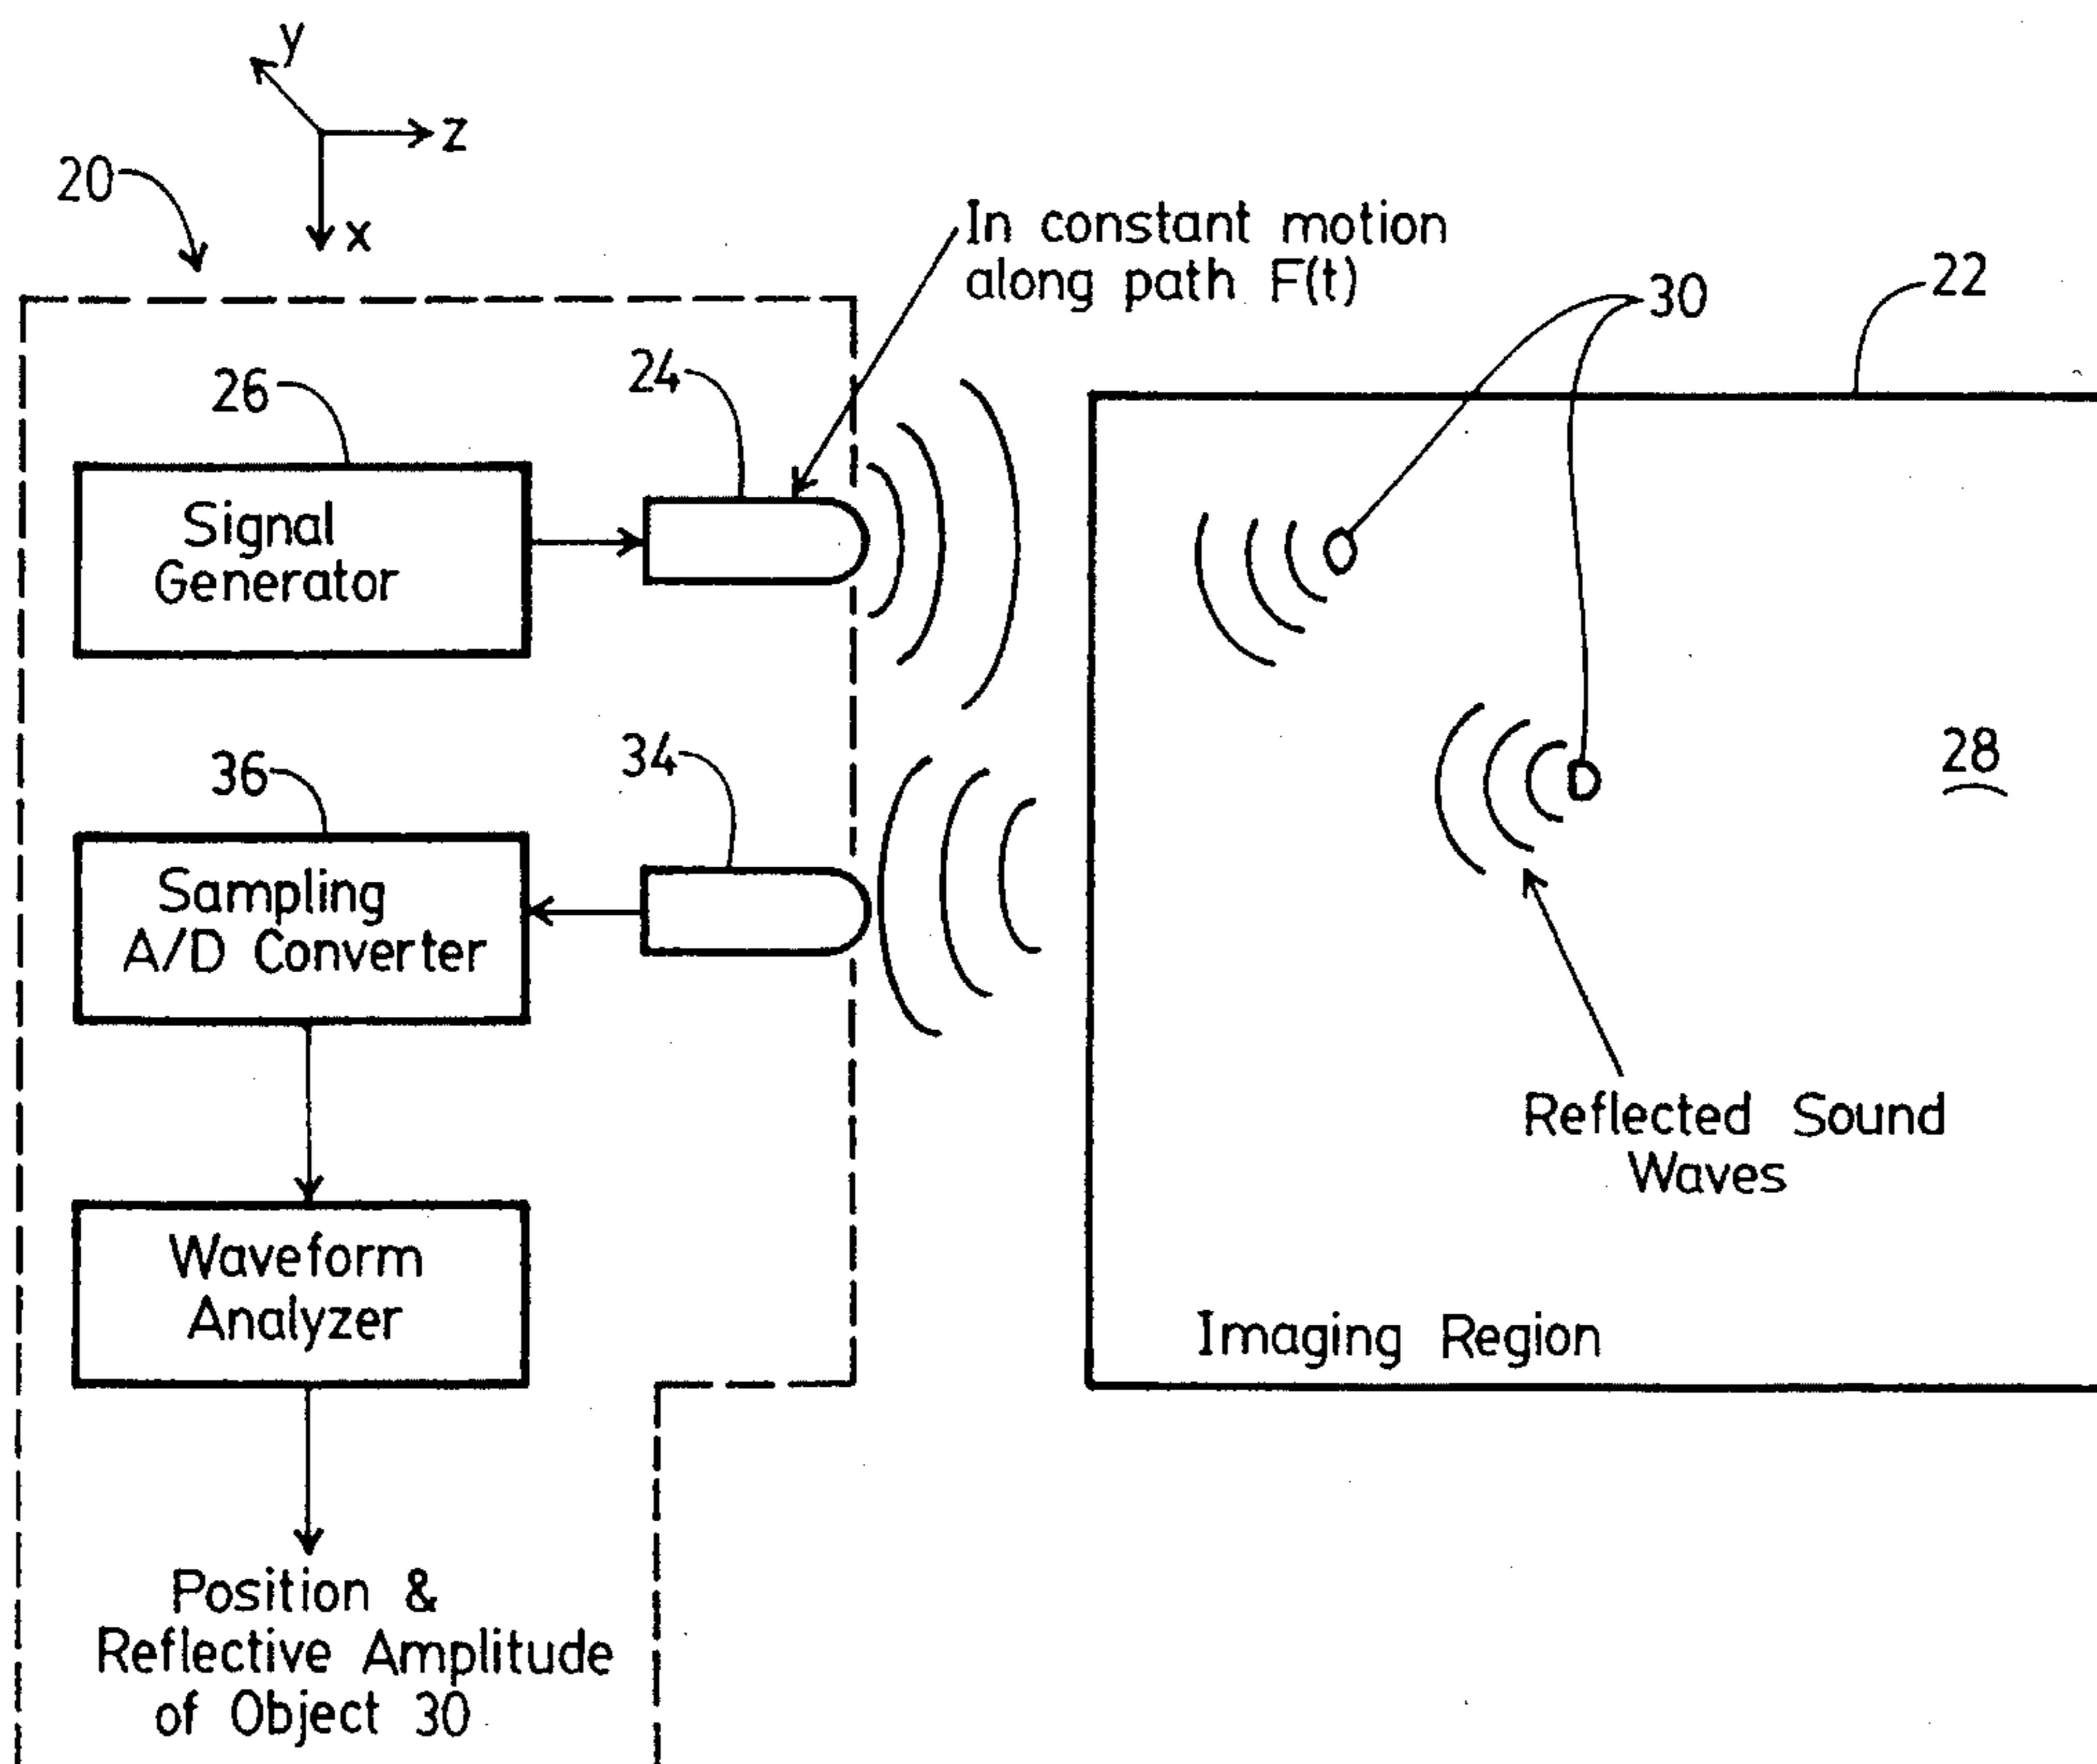 y
z
x
20
In constant motion
along path F(t)
30
22
26
24
Signal
Generator
28
36
34
Sampling
A/D Converter
Reflected Sound
Waves
Waveform
Analyzer
Imaging Region
Position &
Reflective Amplitude
of Object 30